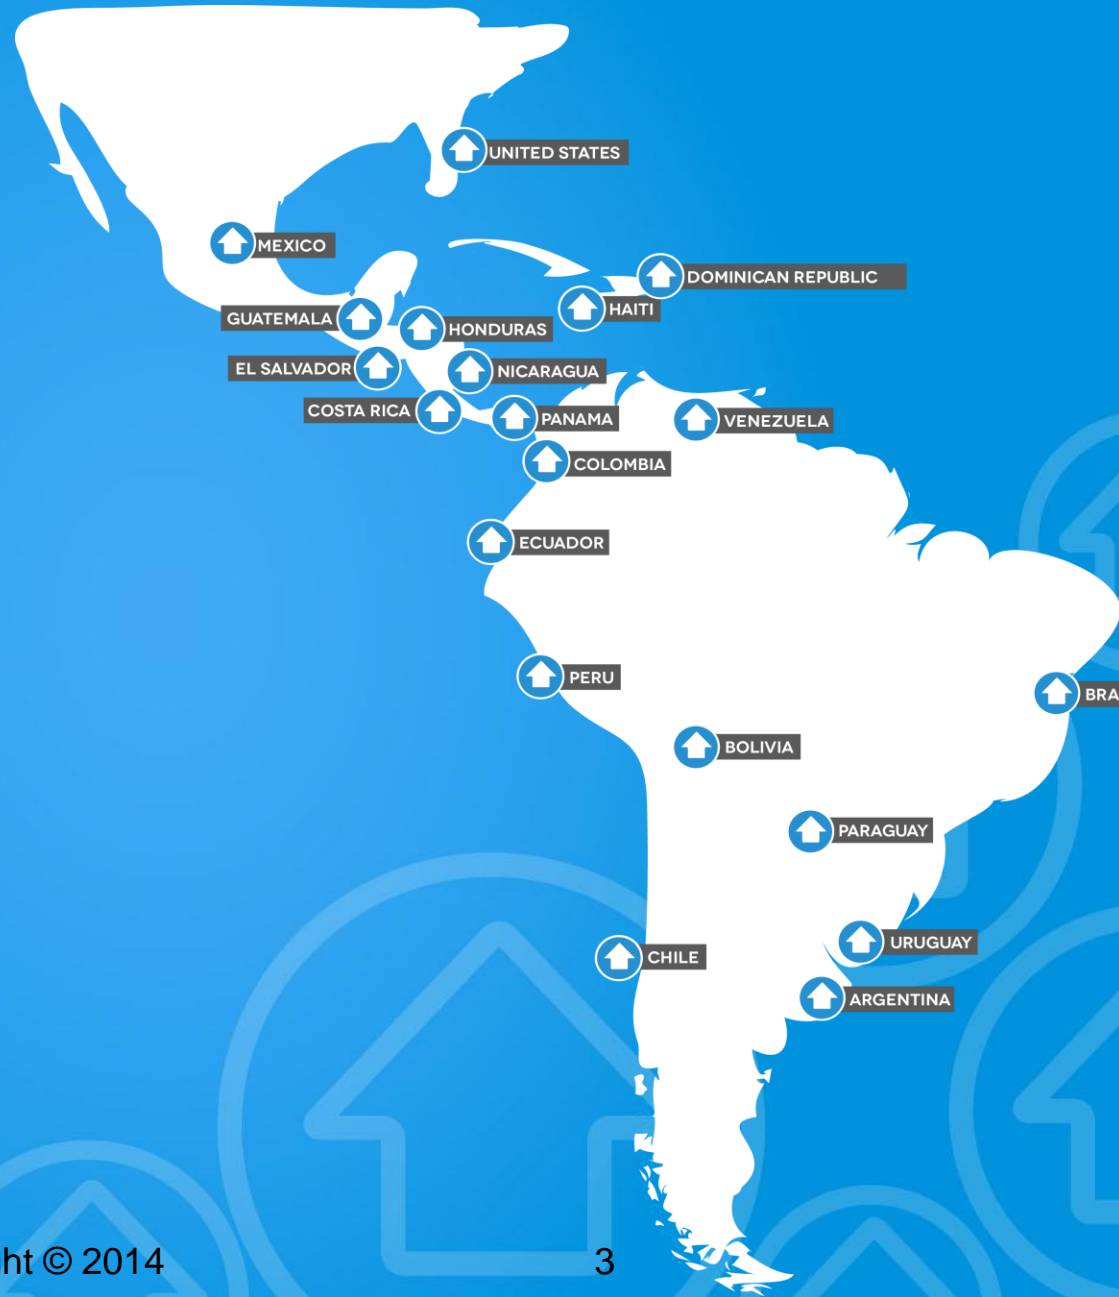 UNITED STATES
MEXICO
DOMINICAN REPUBLIC
HAITI
GUATEMALA
HONDURAS
EL SALVADOR
NICARAGUA
COSTA RICA
PANAMA
VENEZUELA
COLOMBIA
ECUADOR
PERU
BRA
BOLIVIA
PARAGUAY
URUGUAY
CHILE
ARGENTINA
ht © 2014
3